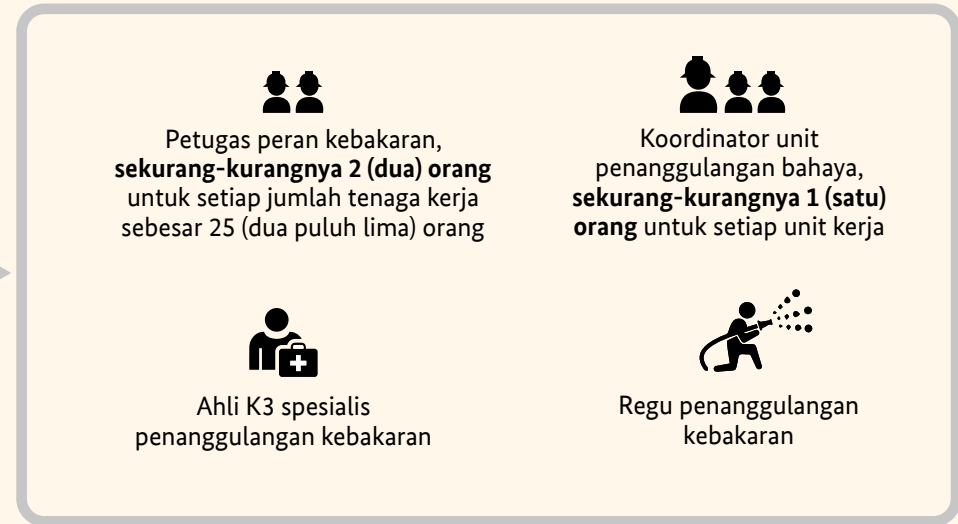 Petugas peran kebakaran,
sekurang-kurangnya 2 (dua) orang
untuk setiap jumlah tenaga kerja
sebesar 25 (dua puluh lima) orang
Koordinator unit
penanggulangan bahaya,
sekurang-kurangnya 1 (satu)
orang untuk setiap unit kerja
Ahli K3 spesialis
penanggulangan kebakaran
Regu penanggulangan
kebakaran